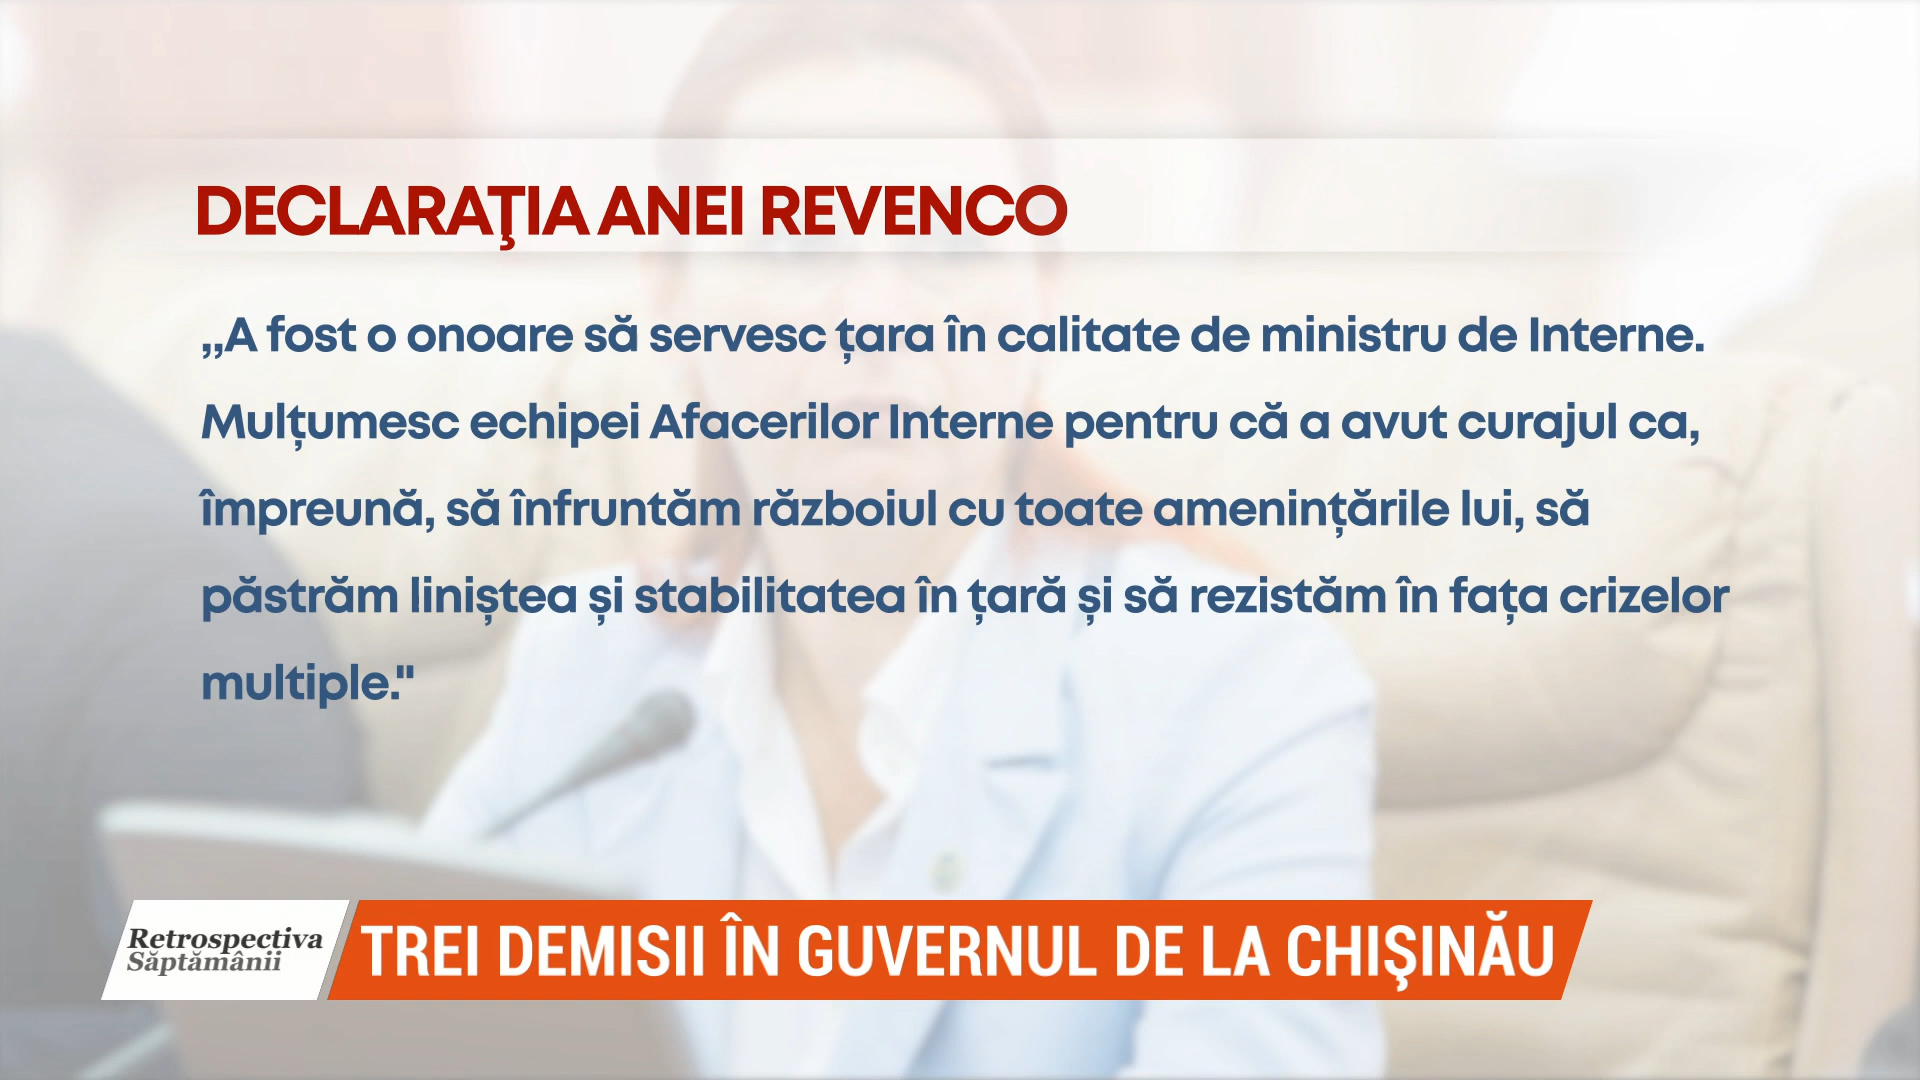 DECLARAŢIA ANEI REVENCO
„A fost o onoare să servesc țara în calitate de ministru de Interne.
Mulțumesc echipei Afacerilor Interne pentru că a avut curajul ca,
împreună, să înfruntăm războiul cu toate amenințările lui, să
păstrăm liniștea și stabilitatea în țară și să rezistăm în fața crizelor
multiple."
Retrospectiva
Săptămânii
TREI DEMISII ÎN GUVERNUL DE LA CHIŞINĂU